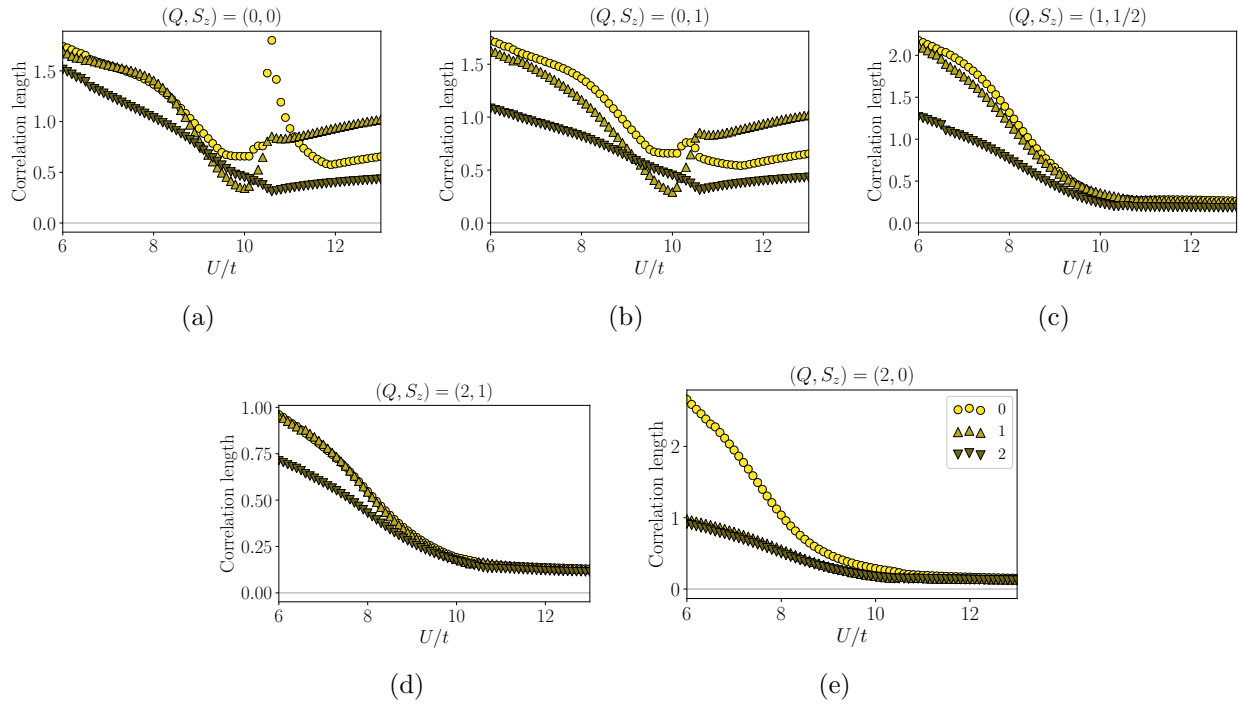 (Q, S_z) = (0, 0)
Correlation length
1.5
1.0
0.5
0.0
6 8 10 12
U/t
(a)
(Q, S_z) = (0, 1)
Correlation length
1.5
1.0
0.5
0.0
6 8 10 12
U/t
(b)
(Q, S_z) = (1, 1/2)
Correlation length
2.0
1.5
1.0
0.5
0.0
6 8 10 12
U/t
(c)
(Q, S_z) = (2, 1)
Correlation length
1.00
0.75
0.50
0.25
0.00
6 8 10 12
U/t
(d)
(Q, S_z) = (2, 0)
Correlation length
2
1
0
6 8 10 12
U/t
0
1
2
(e)